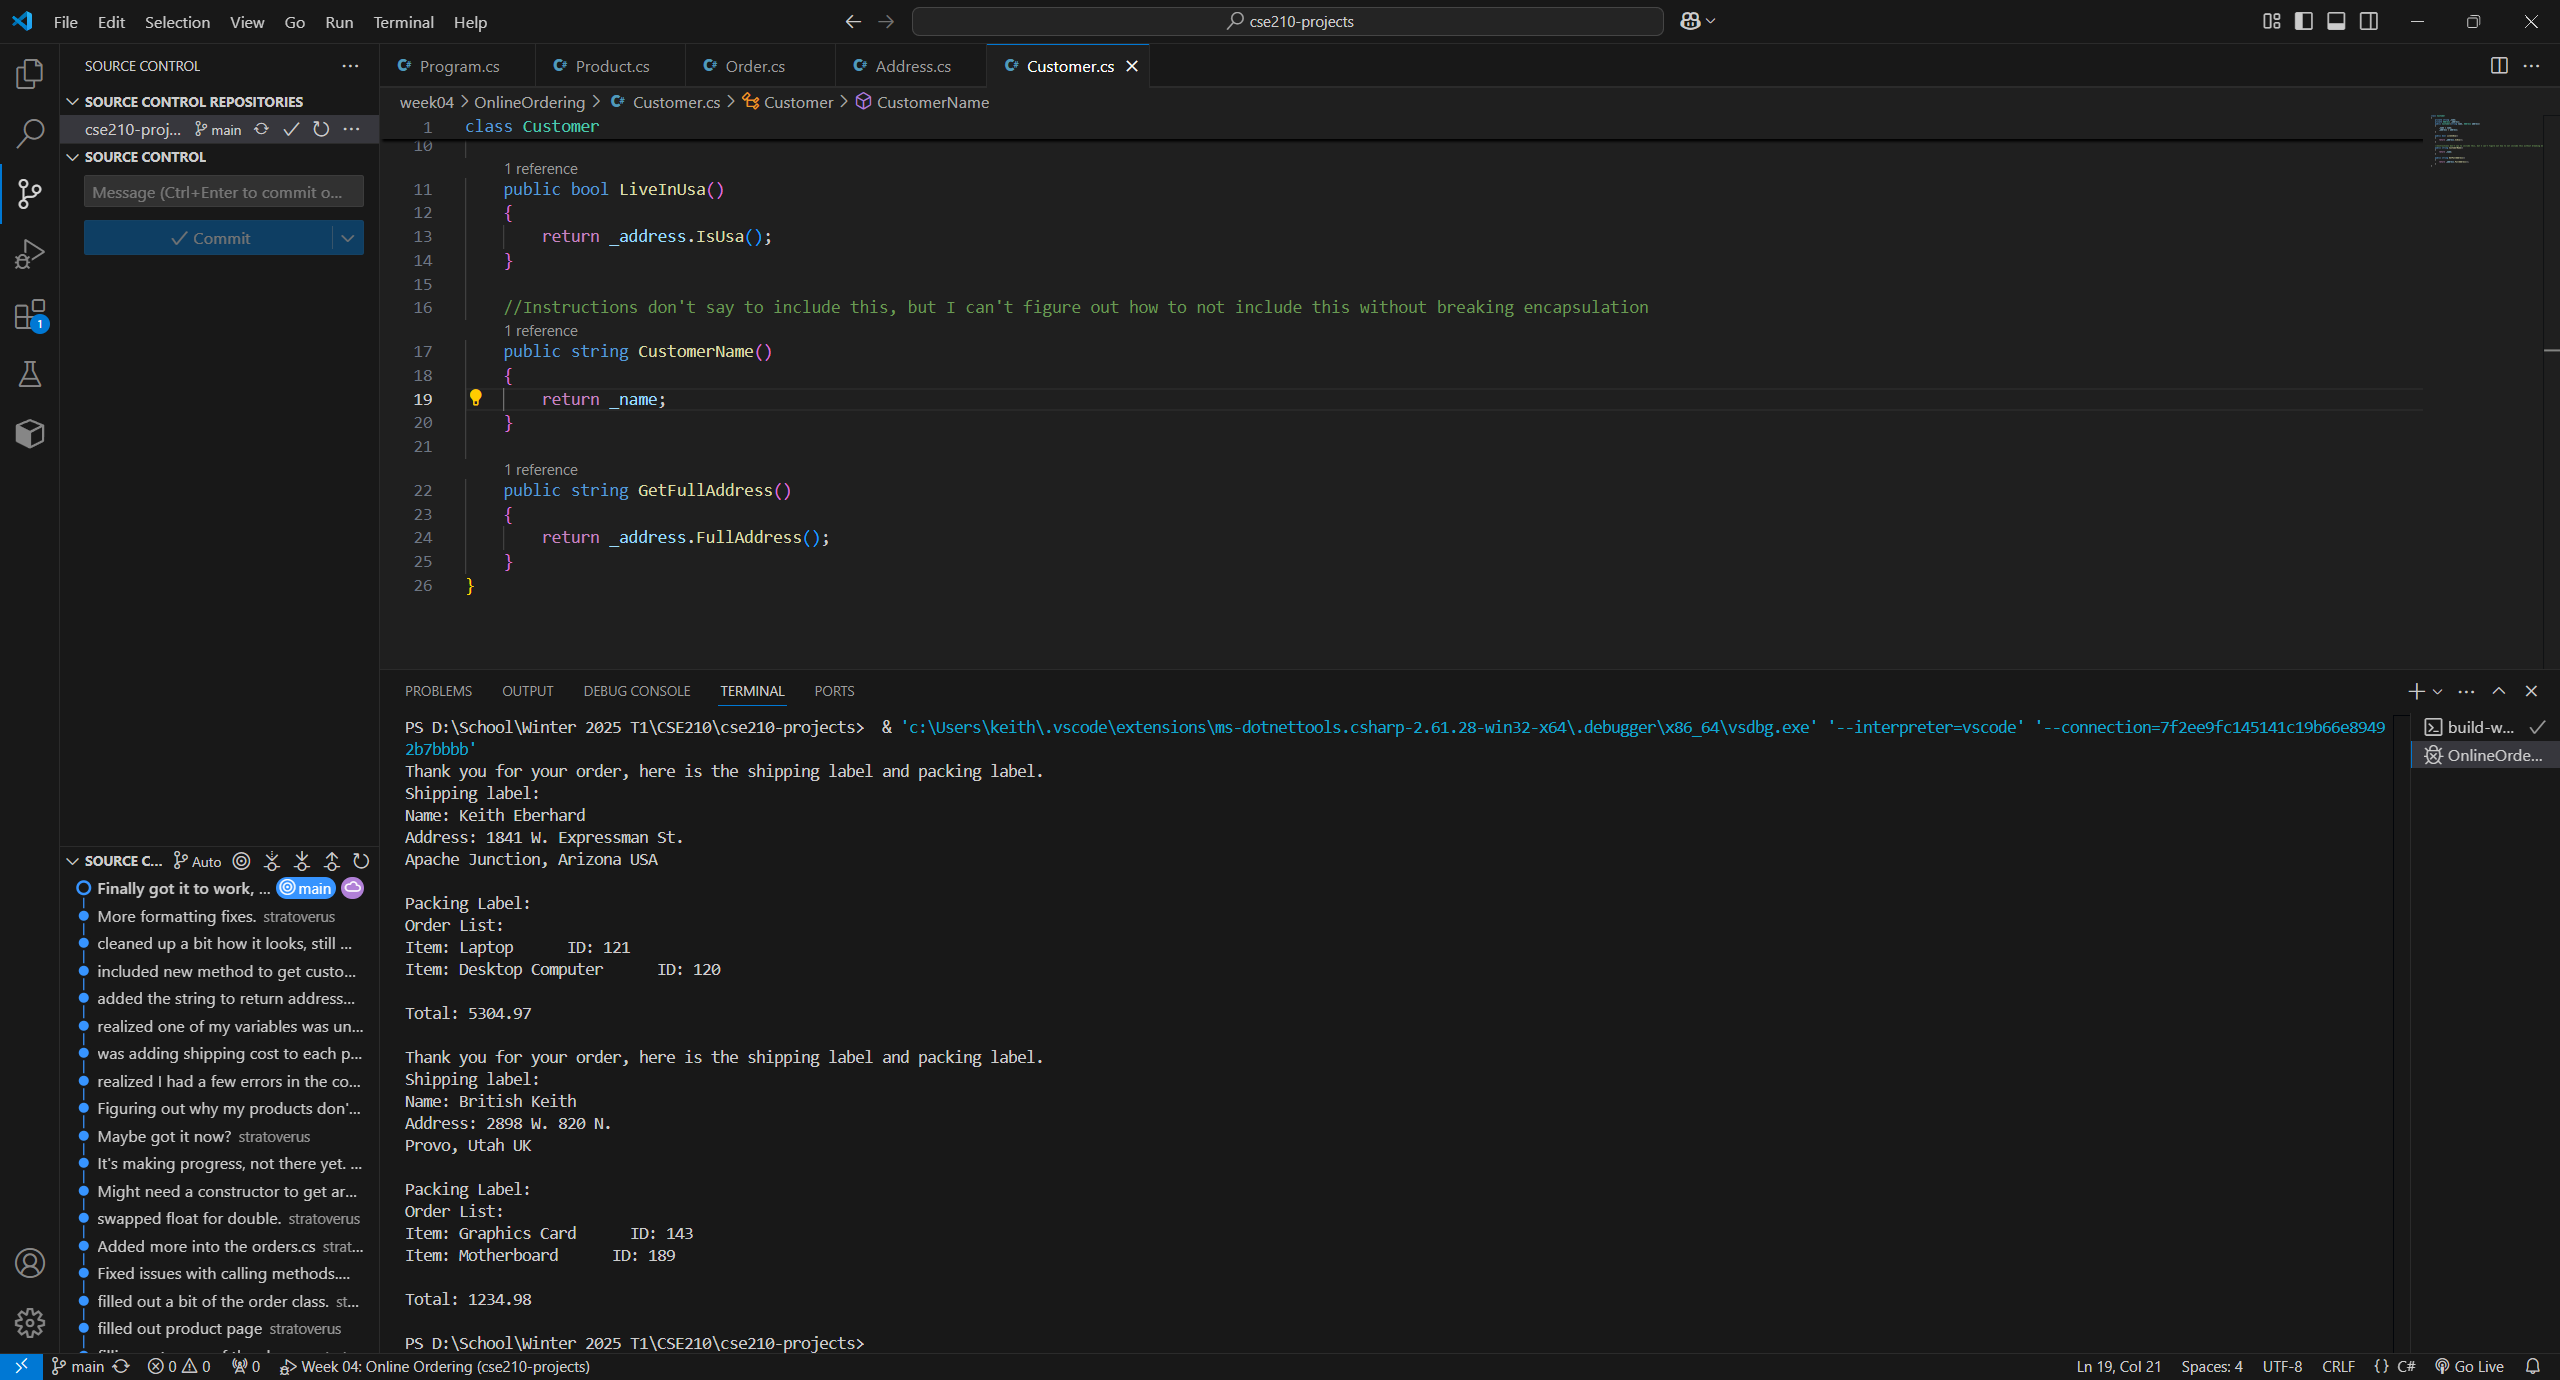 File Edit Selection View Go Run Terminal Help
cse210-projects
SOURCE CONTROL
SOURCE CONTROL REPOSITORIES
cse210-proj... main
SOURCE CONTROL
Message (Ctrl+Enter to commit o...
Commit
1
SOURCE C... Auto
Finally got it to work, ... main
More formatting fixes. stratoverus
cleaned up a bit how it looks, still ...
included new method to get custo...
added the string to return address...
realized one of my variables was un...
was adding shipping cost to each p...
realized I had a few errors in the co...
Figuring out why my products don'...
Maybe got it now? stratoverus
It's making progress, not there yet. ...
Might need a constructor to get ar...
swapped float for double. stratoverus
Added more into the orders.cs strat...
Fixed issues with calling methods....
filled out a bit of the order class. st...
filled out product page stratoverus
Program.cs Product.cs Order.cs Address.cs Customer.cs
week04 > OnlineOrdering > Customer.cs > Customer > CustomerName
1 class Customer
10
1 reference
11 public bool LiveInUsa()
12 {
13 return _address.IsUsa();
14 }
15
16 //Instructions don't say to include this, but I can't figure out how to not include this without breaking encapsulation
1 reference
17 public string CustomerName()
18 {
19 return _name;
20 }
21
1 reference
22 public string GetFullAddress()
23 {
24 return _address.FullAddress();
25 }
26 }
PROBLEMS OUTPUT DEBUG CONSOLE TERMINAL PORTS
PS D:\School\Winter 2025 T1\CSE210\cse210-projects> & 'c:\Users\keith\.vscode\extensions\ms-dotnettools.csharp-2.61.28-win32-x64\.debugger\x86_64\vsdbg.exe' '--interpreter=vscode' '--connection=7f2ee9fc145141c19b66e8949
2b7bbbb'
Thank you for your order, here is the shipping label and packing label.
Shipping label:
Name: Keith Eberhard
Address: 1841 W. Expressman St.
Apache Junction, Arizona USA
Packing Label:
Order List:
Item: Laptop ID: 121
Item: Desktop Computer ID: 120
Total: 5304.97
Thank you for your order, here is the shipping label and packing label.
Shipping label:
Name: British Keith
Address: 2898 W. 820 N.
Provo, Utah UK
Packing Label:
Order List:
Item: Graphics Card ID: 143
Item: Motherboard ID: 189
Total: 1234.98
PS D:\School\Winter 2025 T1\CSE210\cse210-projects>
build-w...
OnlineOrde...
main 0 0 0 Week 04: Online Ordering (cse210-projects) Ln 19, Col 21 Spaces: 4 UTF-8 CRLF {} C# Go Live